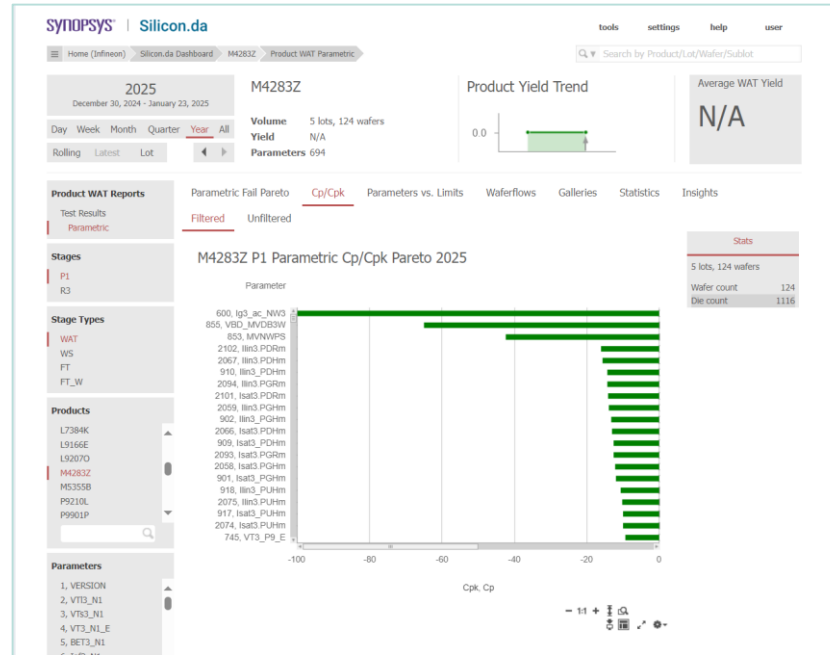 SYNOPSYS® | Silicon.da
tools settings help user
Home (Infineon) Silicon.da Dashboard M4283Z Product WAT Parametric
Search by Product/Lot/Wafer/Sublot
2025
December 30, 2024 - January 23, 2025
Day Week Month Quarter Year All
Rolling Latest Lot
M4283Z
Volume 5 lots, 124 wafers
Yield N/A
Parameters 694
Product Yield Trend
0.0
Average WAT Yield
N/A
Product WAT Reports
Test Results
Parametric
Stages
P1
R3
Stage Types
WAT
WS
FT
FT_W
Products
L7384K
L9166E
L9207O
M4283Z
M5355B
P9210L
P9901P
Parameters
1, VERSION
2, VTl3_N1
3, VTs3_N1
4, VT3_N1_E
5, BET3_N1
Parametric Fail Pareto Cp/Cpk Parameters vs. Limits Waferflows Galleries Statistics Insights
Filtered Unfiltered
M4283Z P1 Parametric Cp/Cpk Pareto 2025
Parameter
600, Ig3_ac_NW3
855, VBD_MVDB3W
853, MVNWPS
2102, Ilin3.PDRm
2067, Ilin3.PDHm
910, Ilin3_PDHm
2094, Ilin3.PGRm
2101, Isat3.PDRm
2059, Ilin3.PGHm
902, Ilin3_PGHm
2066, Isat3.PDHm
909, Isat3_PDHm
2093, Isat3.PGRm
2058, Isat3.PGHm
901, Isat3_PGHm
918, Ilin3_PUHm
2075, Ilin3.PUHm
917, Isat3_PUHm
2074, Isat3.PUHm
745, VT3_P9_E
-100 -80 -60 -40 -20 0
Cpk, Cp
1:1
Stats
5 lots, 124 wafers
Wafer count 124
Die count 1116